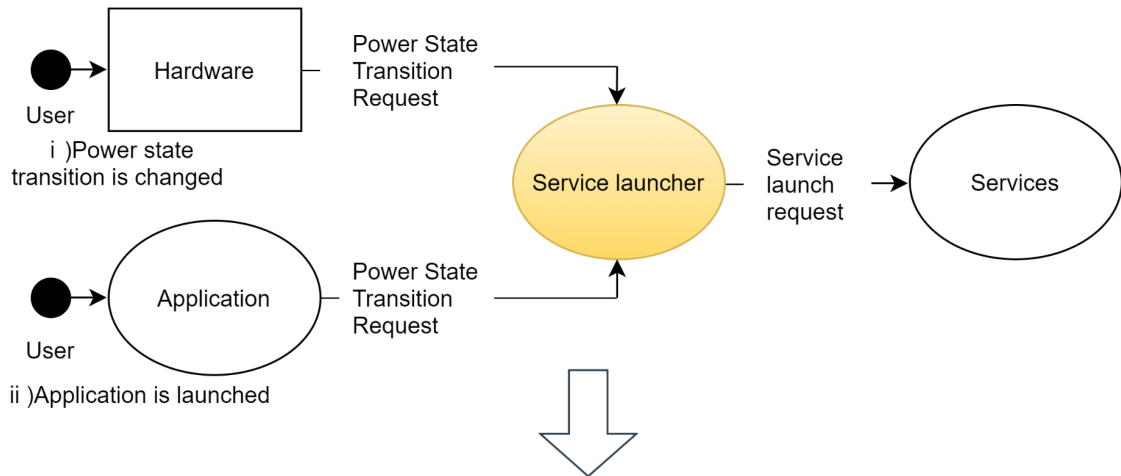 Hardware
Power State
Transition
Request
User
i )Power state
transition is changed
Service launcher
Service
launch
request
Services
Application
Power State
Transition
Request
User
ii )Application is launched